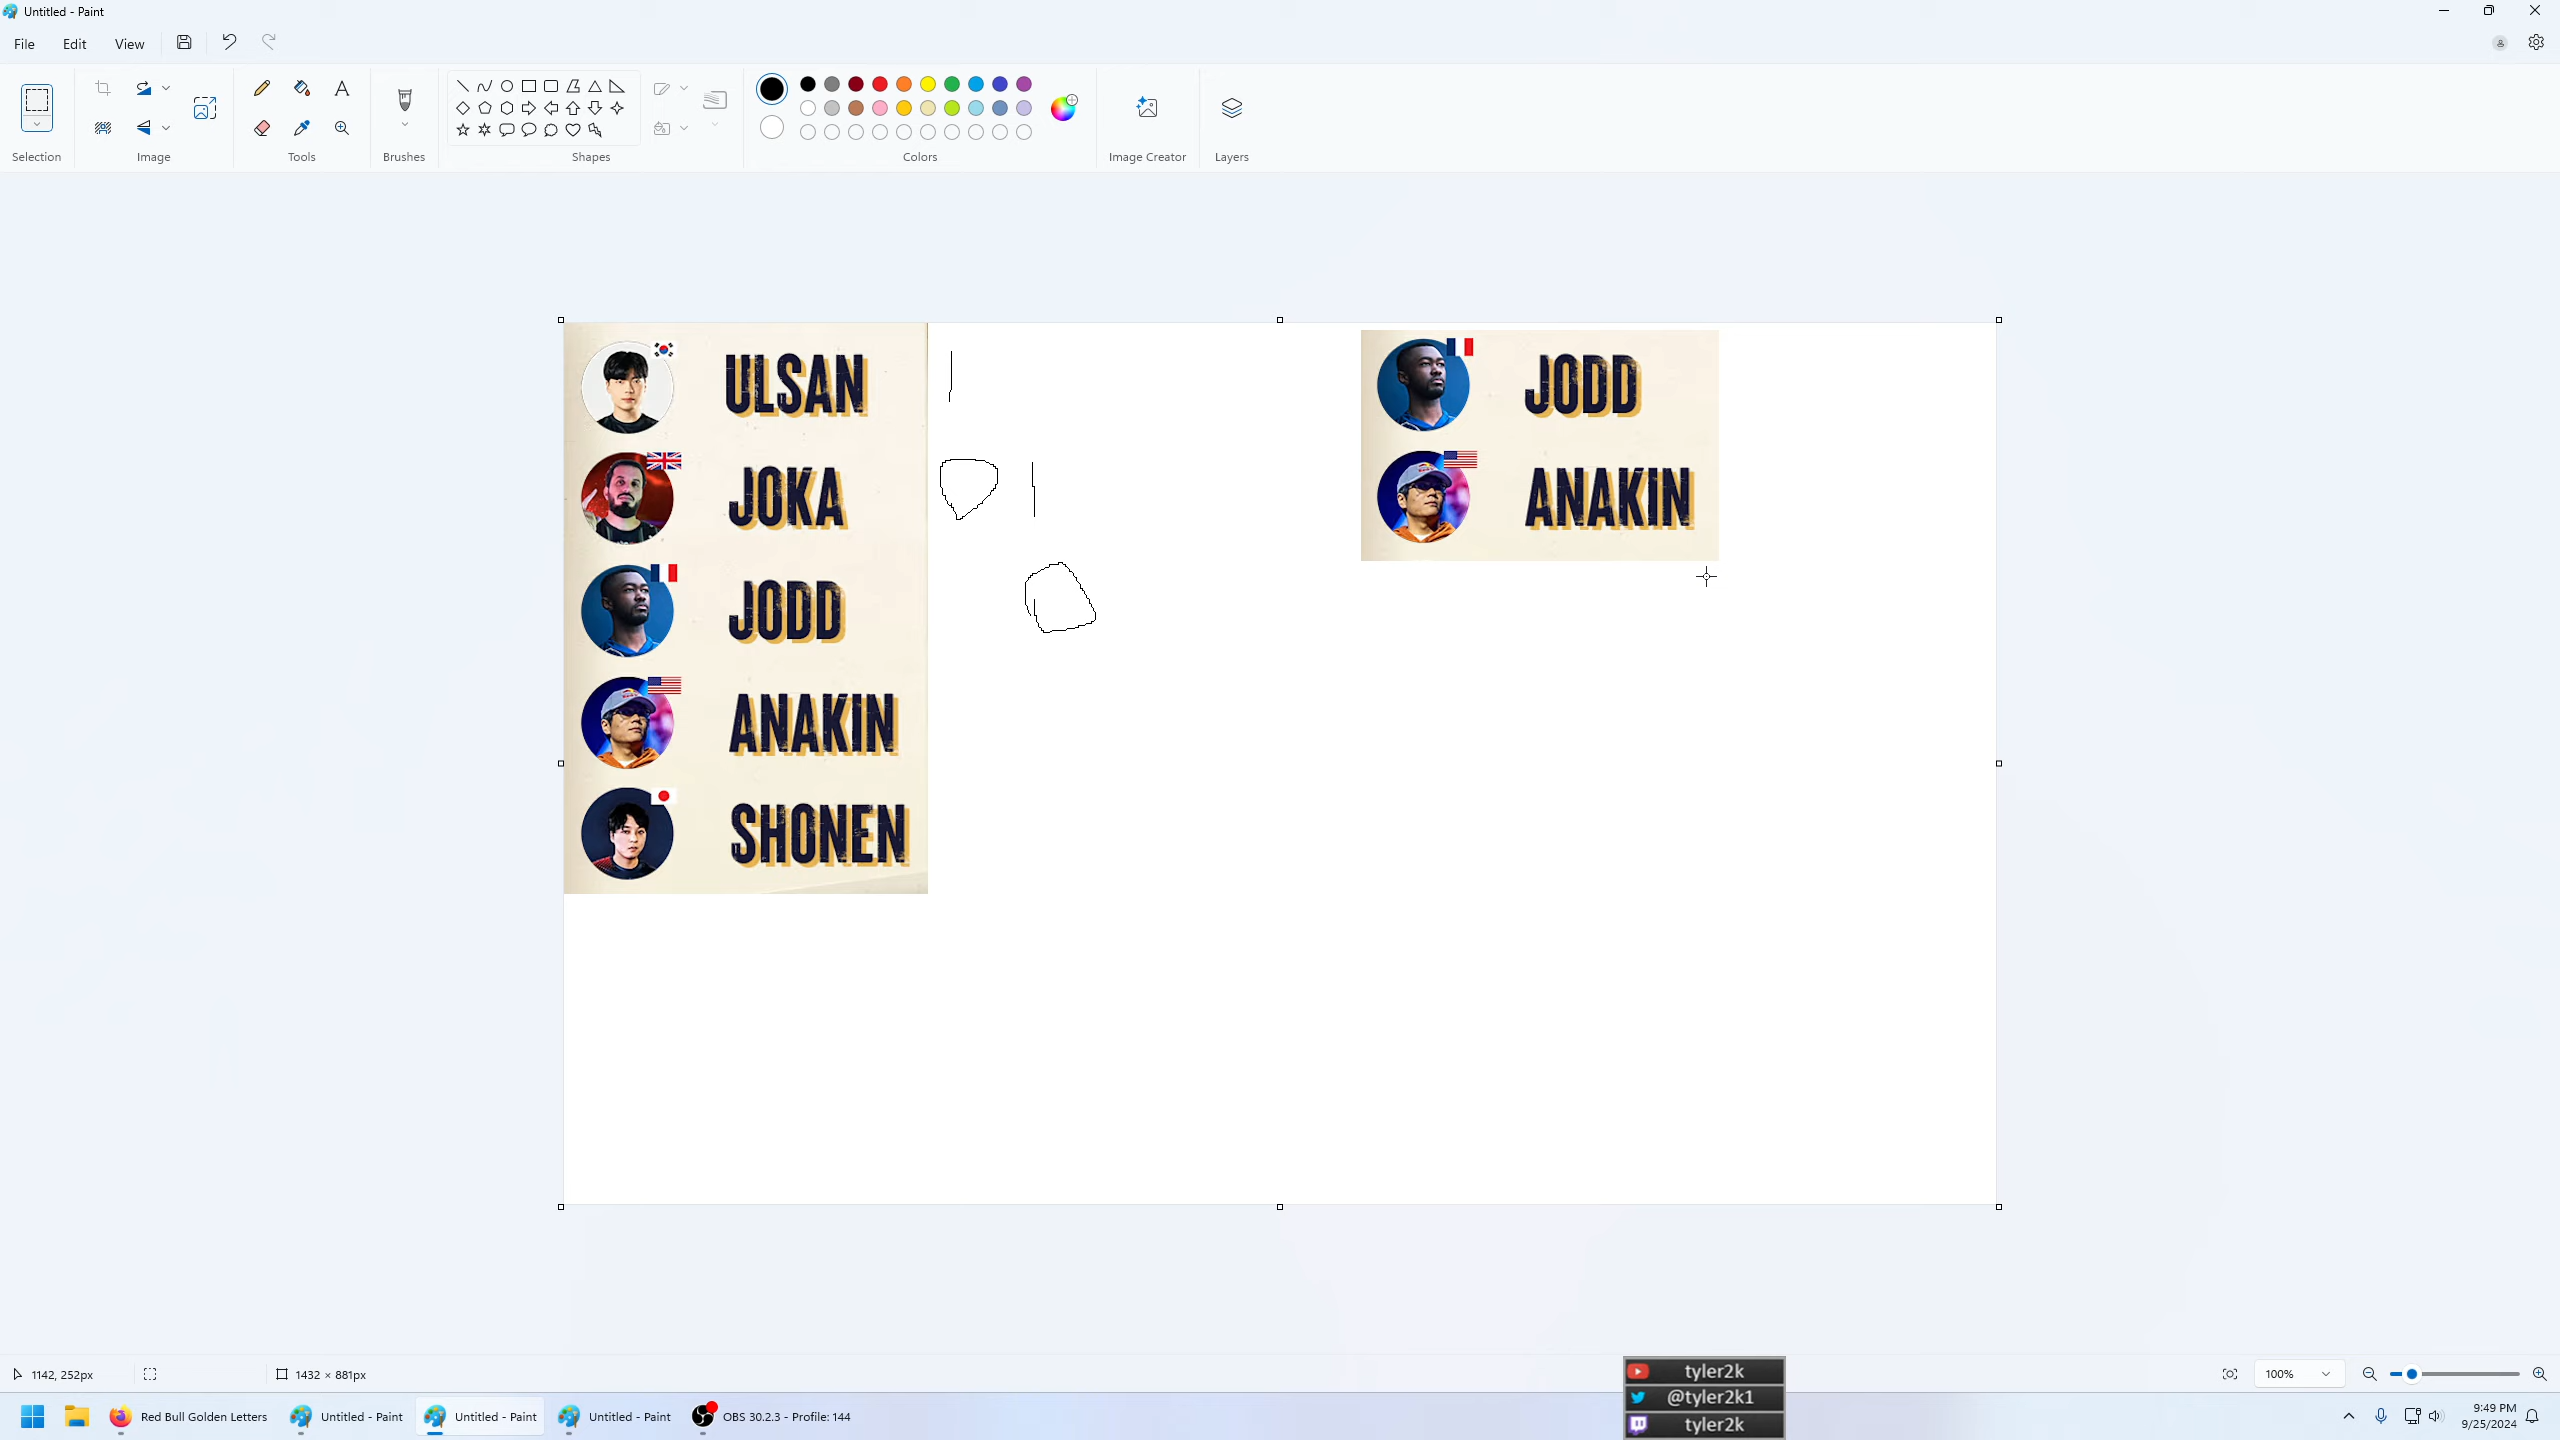 Untitled - Paint
File Edit View
Selection Image Tools Brushes Shapes Colors Image Creator Layers
ULSAN
JOKA
JODD
ANAKIN
SHONEN
JODD
ANAKIN
1142, 252px
1432 × 881px
100%
tyler2k
@tyler2k1
tyler2k
Red Bull Golden Letters
Untitled - Paint
Untitled - Paint
Untitled - Paint
OBS 30.2.3 - Profile: 144
9:49 PM
9/25/2024